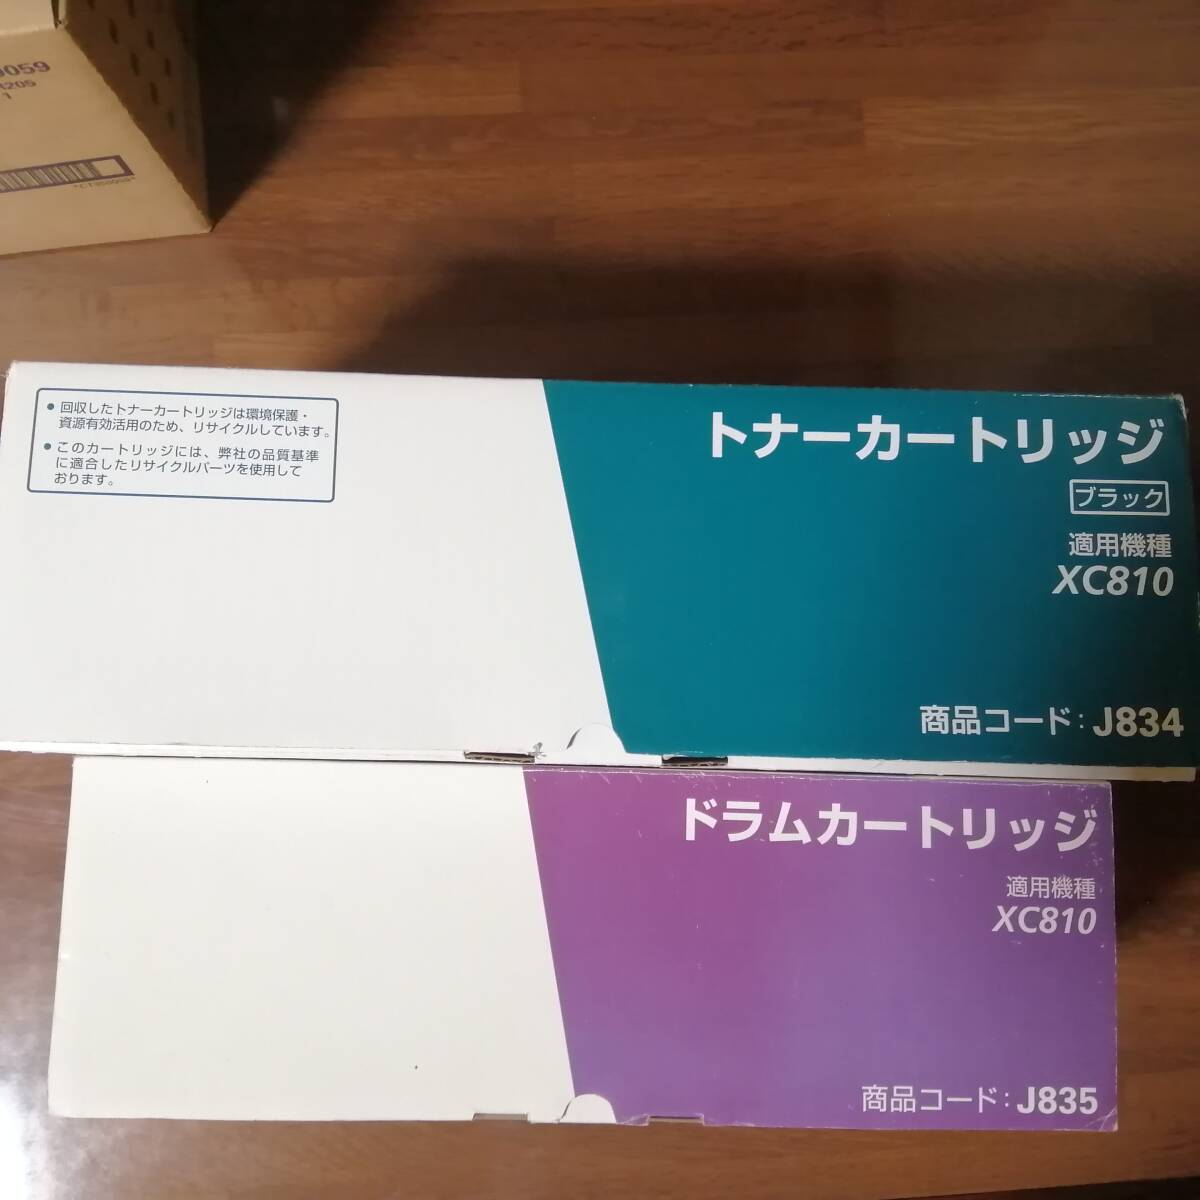 1
• 回収したトナーカートリッジは環境保護・
資源有効活用のため、リサイクルしています。
• このカートリッジには、弊社の品質基準
に適合したリサイクルパーツを使用して
おります。
トナーカートリッジ
ブラック
適用機種
XC810
商品コード：J834
ドラムカートリッジ
適用機種
XC810
商品コード：J835